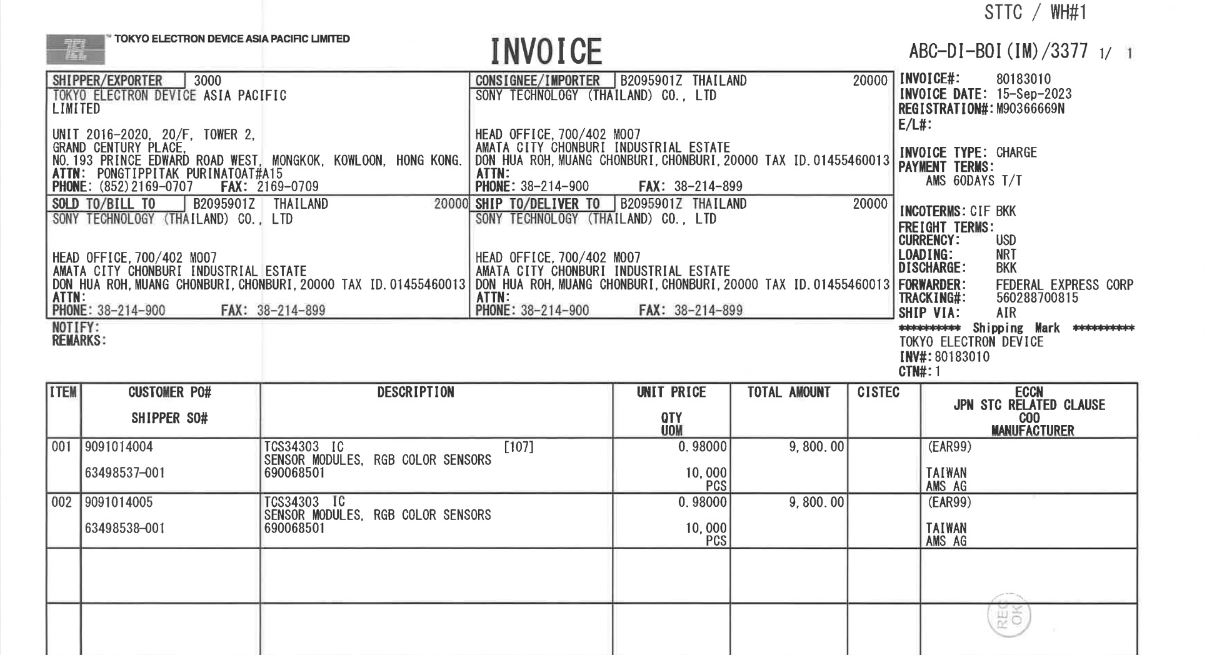 STTC / WH#1
TEL TOKYO ELECTRON DEVICE ASIA PACIFIC LIMITED
INVOICE
ABC-DI-BOI(IM)/3377 1/ 1
SHIPPER/EXPORTER 3000
TOKYO ELECTRON DEVICE ASIA PACIFIC
LIMITED
UNIT 2016-2020, 20/F, TOWER 2,
GRAND CENTURY PLACE,
NO.193 PRINCE EDWARD ROAD WEST, MONGKOK, KOWLOON, HONG KONG.
ATTN: PONGTIPPITAK PURINATOAT#A15
PHONE: (852)2169-0707 FAX: 2169-0709
CONSIGNEE/IMPORTER B2095901Z THAILAND 20000
SONY TECHNOLOGY (THAILAND) CO., LTD
HEAD OFFICE,700/402 MOO7
AMATA CITY CHONBURI INDUSTRIAL ESTATE
DON HUA ROH,MUANG CHONBURI,CHONBURI,20000 TAX ID.01455460013
ATTN:
PHONE: 38-214-900 FAX: 38-214-899
SOLD TO/BILL TO B2095901Z THAILAND 20000
SONY TECHNOLOGY (THAILAND) CO., LTD
HEAD OFFICE,700/402 MOO7
AMATA CITY CHONBURI INDUSTRIAL ESTATE
DON HUA ROH,MUANG CHONBURI,CHONBURI,20000 TAX ID.01455460013
ATTN:
PHONE: 38-214-900 FAX: 38-214-899
SHIP TO/DELIVER TO B2095901Z THAILAND 20000
SONY TECHNOLOGY (THAILAND) CO., LTD
HEAD OFFICE,700/402 MOO7
AMATA CITY CHONBURI INDUSTRIAL ESTATE
DON HUA ROH,MUANG CHONBURI,CHONBURI,20000 TAX ID.01455460013
ATTN:
PHONE: 38-214-900 FAX: 38-214-899
INVOICE#: 80183010
INVOICE DATE: 15-Sep-2023
REGISTRATION#: M90366669N
E/L#:
INVOICE TYPE: CHARGE
PAYMENT TERMS:
AMS 60DAYS T/T
INCOTERMS: CIF BKK
FREIGHT TERMS:
CURRENCY: USD
LOADING: NRT
DISCHARGE: BKK
FORWARDER: FEDERAL EXPRESS CORP
TRACKING#: 560288700815
SHIP VIA: AIR
********** Shipping Mark **********
TOKYO ELECTRON DEVICE
INV#:80183010
CTN#:1
NOTIFY:
REMARKS:
ITEM CUSTOMER PO# DESCRIPTION UNIT PRICE TOTAL AMOUNT CISTEC ECCN
JPN STC RELATED CLAUSE
SHIPPER SO# QTY COO
UOM MANUFACTURER
001 9091014004 TCS34303 IC [107] 0.98000 9,800.00 (EAR99)
SENSOR MODULES, RGB COLOR SENSORS
63498537-001 690068501 10,000 TAIWAN
PCS AMS AG
002 9091014005 TCS34303 IC 0.98000 9,800.00 (EAR99)
SENSOR MODULES, RGB COLOR SENSORS
63498538-001 690068501 10,000 TAIWAN
PCS AMS AG
REC
OK